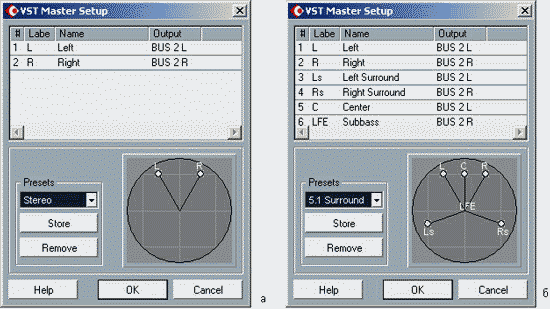 VST Master Setup
# Labe Name Output
1 L Left BUS 2 L
2 R Right BUS 2 R
L R
Presets
Stereo
Store
Remove
Help OK Cancel
а
VST Master Setup
# Labe Name Output
1 L Left BUS 2 L
2 R Right BUS 2 R
3 Ls Left Surround BUS 2 L
4 Rs Right Surround BUS 2 R
5 C Center BUS 2 L
6 LFE Subbass BUS 2 R
L C R
Presets
5.1 Surround
LFE
Store
Ls Rs
Remove
Help OK Cancel
б